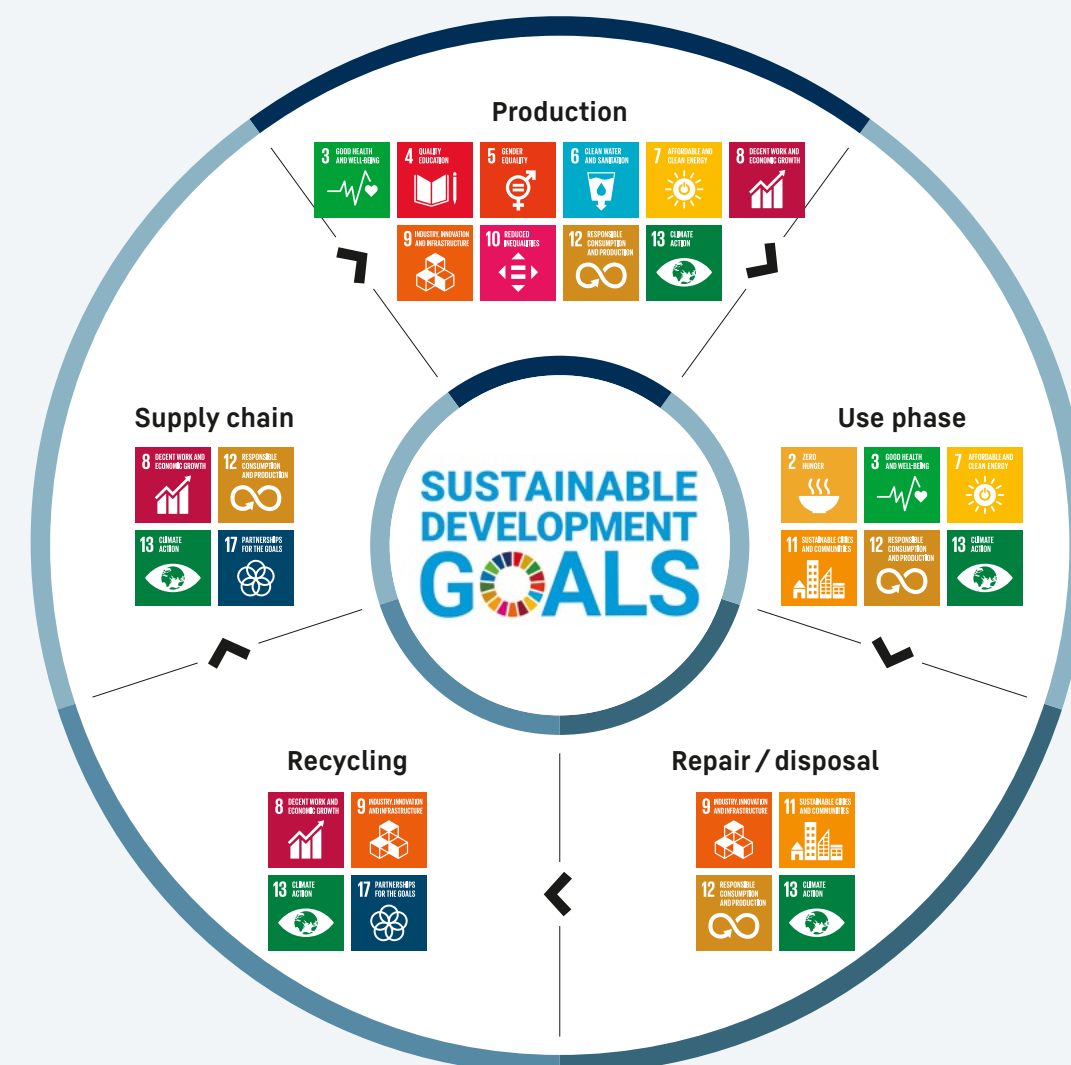 Production
3 GOOD HEALTH
AND WELL-BEING
4 QUALITY
EDUCATION
5 GENDER
EQUALITY
6 CLEAN WATER
AND SANITATION
7 AFFORDABLE AND
CLEAN ENERGY
8 DECENT WORK AND
ECONOMIC GROWTH
9 INDUSTRY, INNOVATION
AND INFRASTRUCTURE
10 REDUCED
INEQUALITIES
12 RESPONSIBLE
CONSUMPTION
AND PRODUCTION
13 CLIMATE
ACTION
Supply chain
8 DECENT WORK AND
ECONOMIC GROWTH
12 RESPONSIBLE
CONSUMPTION
AND PRODUCTION
13 CLIMATE
ACTION
17 PARTNERSHIPS
FOR THE GOALS
SUSTAINABLE
DEVELOPMENT
GOALS
Use phase
2 ZERO
HUNGER
3 GOOD HEALTH
AND WELL-BEING
7 AFFORDABLE AND
CLEAN ENERGY
11 SUSTAINABLE CITIES
AND COMMUNITIES
12 RESPONSIBLE
CONSUMPTION
AND PRODUCTION
13 CLIMATE
ACTION
Recycling
8 DECENT WORK AND
ECONOMIC GROWTH
9 INDUSTRY, INNOVATION
AND INFRASTRUCTURE
13 CLIMATE
ACTION
17 PARTNERSHIPS
FOR THE GOALS
Repair / disposal
9 INDUSTRY, INNOVATION
AND INFRASTRUCTURE
11 SUSTAINABLE CITIES
AND COMMUNITIES
12 RESPONSIBLE
CONSUMPTION
AND PRODUCTION
13 CLIMATE
ACTION